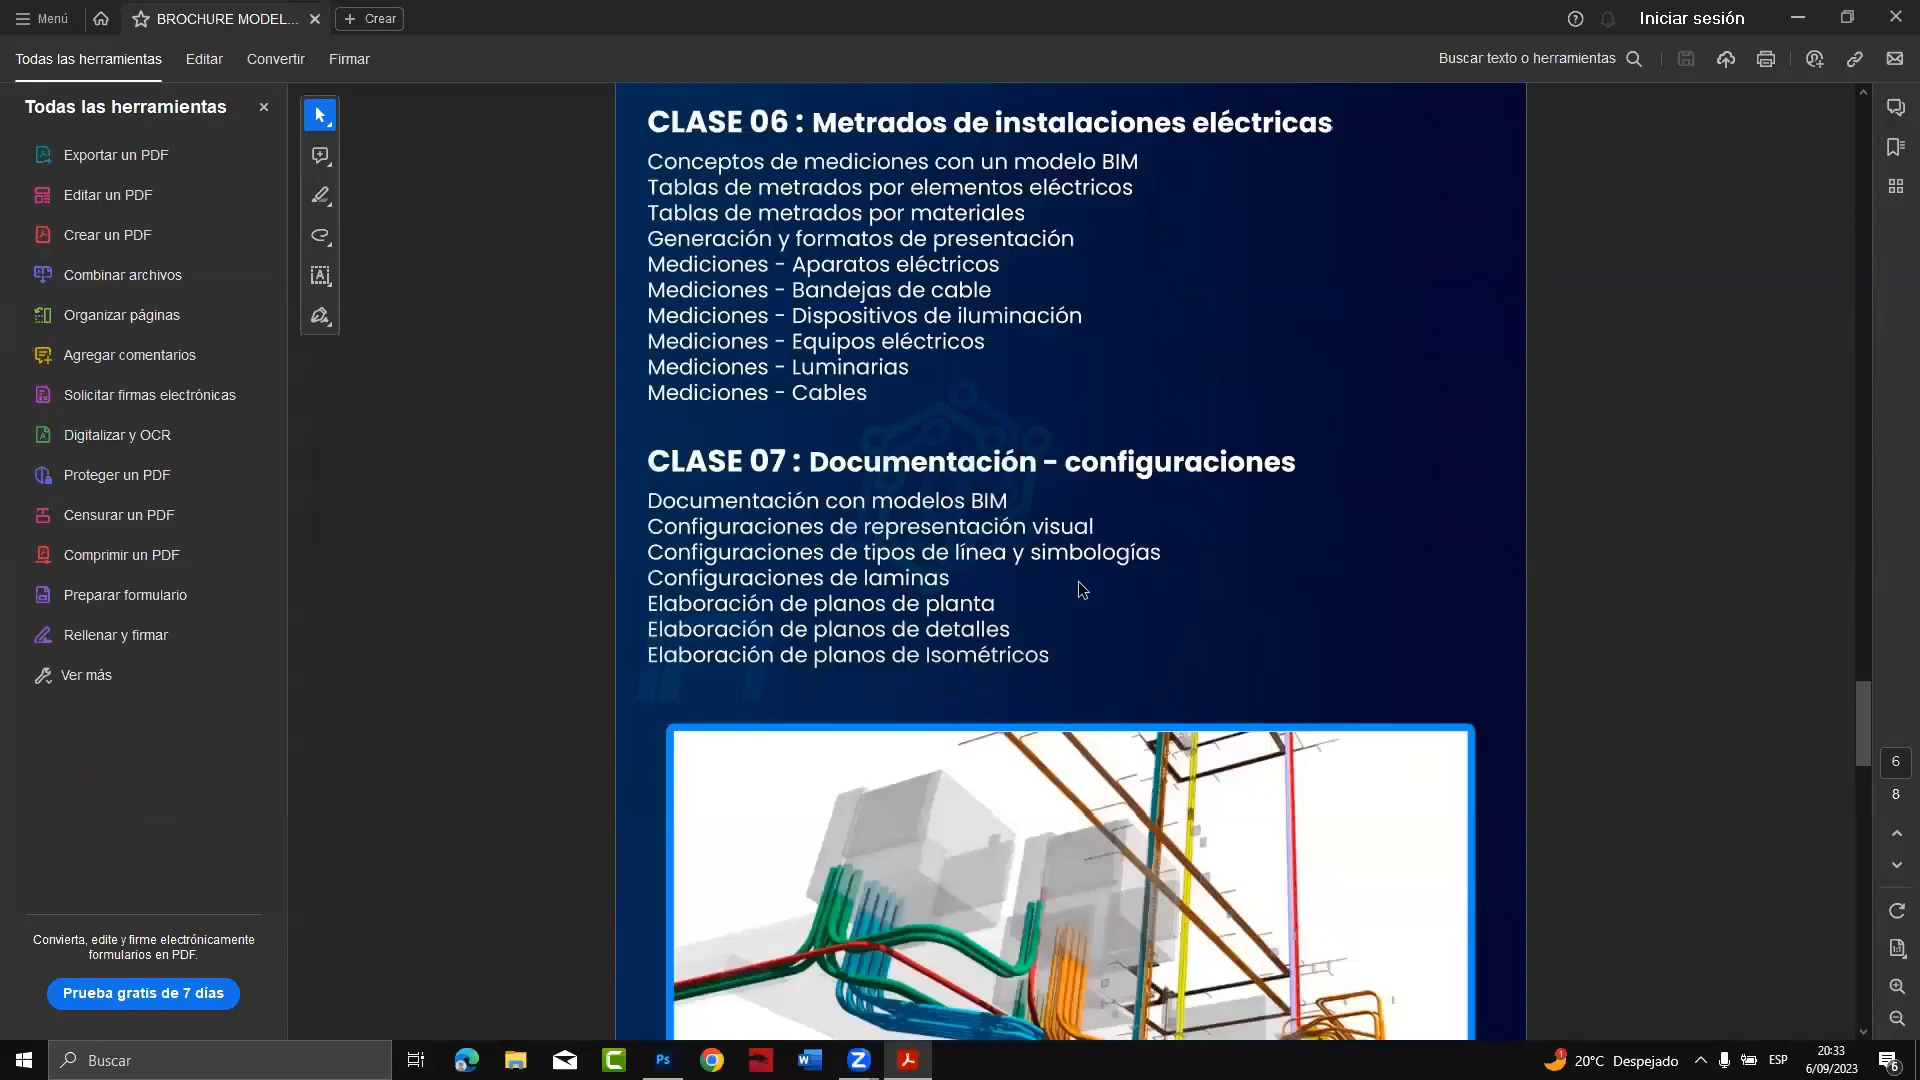 Menú
BROCHURE MODEL...
Crear
Iniciar sesión
Todas las herramientas
Editar
Convertir
Firmar
Buscar texto o herramientas
Todas las herramientas
Exportar un PDF
Editar un PDF
Crear un PDF
Combinar archivos
Organizar páginas
Agregar comentarios
Solicitar firmas electrónicas
Digitalizar y OCR
Proteger un PDF
Censurar un PDF
Comprimir un PDF
Preparar formulario
Rellenar y firmar
Ver más
Convierta, edite y firme electrónicamente
formularios en PDF.
Prueba gratis de 7 días
CLASE 06 : Metrados de instalaciones eléctricas
Conceptos de mediciones con un modelo BIM
Tablas de metrados por elementos eléctricos
Tablas de metrados por materiales
Generación y formatos de presentación
Mediciones - Aparatos eléctricos
Mediciones - Bandejas de cable
Mediciones - Dispositivos de iluminación
Mediciones - Equipos eléctricos
Mediciones - Luminarias
Mediciones - Cables
CLASE 07 : Documentación - configuraciones
Documentación con modelos BIM
Configuraciones de representación visual
Configuraciones de tipos de línea y simbologías
Configuraciones de laminas
Elaboración de planos de planta
Elaboración de planos de detalles
Elaboración de planos de Isométricos
6
8
Buscar
Ps
20°C Despejado
ESP
20:33
6/09/2023
6